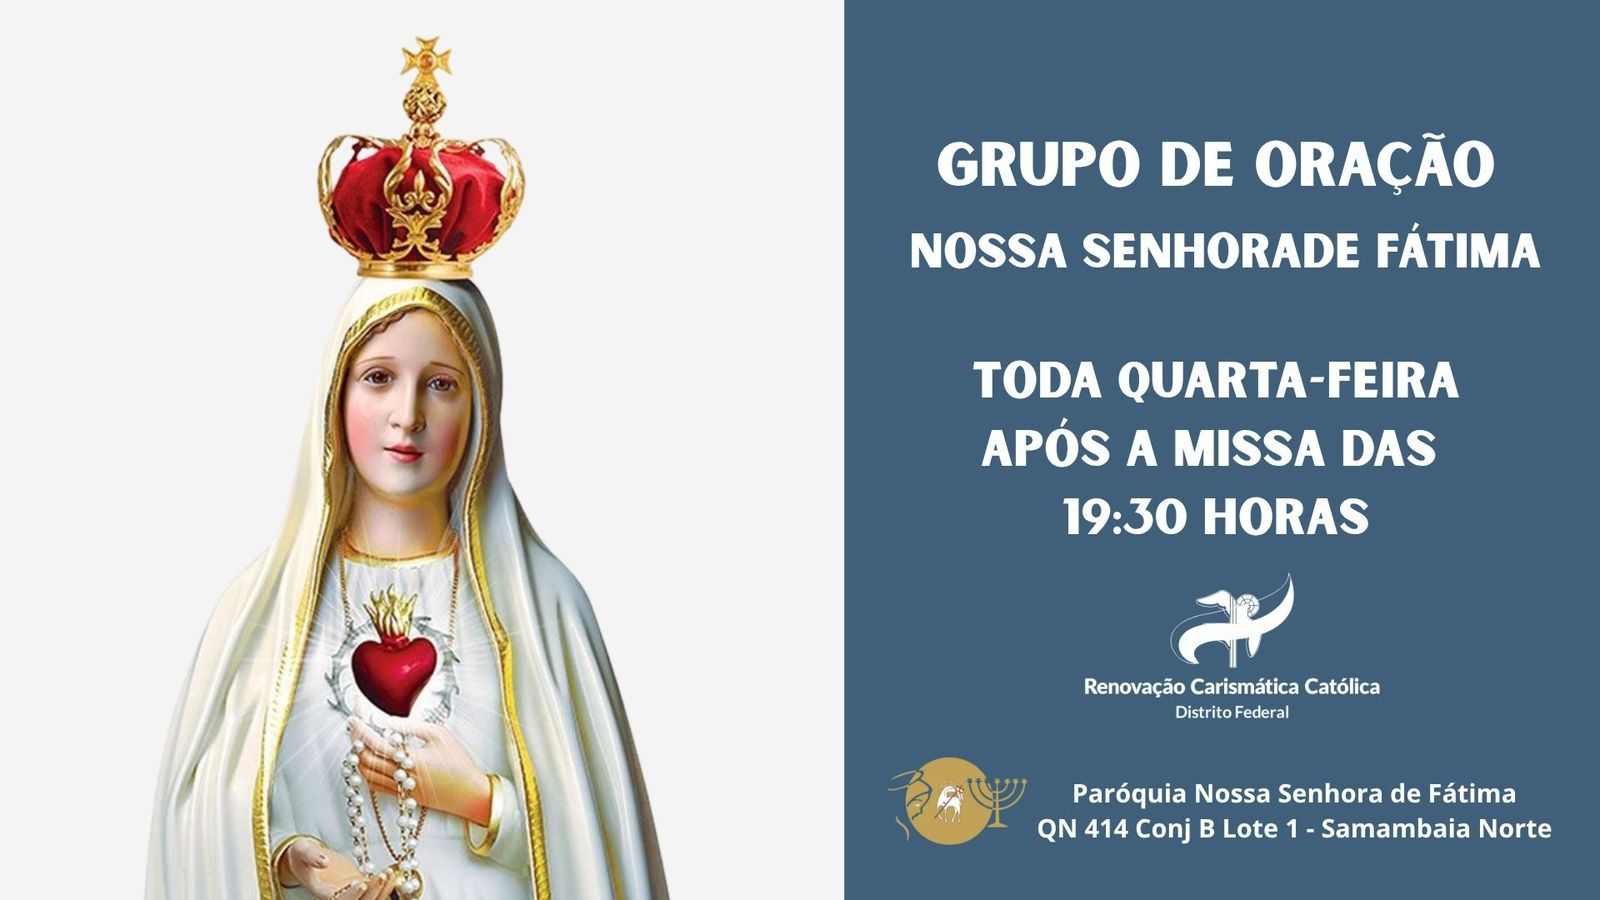 GRUPO DE ORAÇÃO
NOSSA SENHORADE FÁTIMA
TODA QUARTA-FEIRA
APÓS A MISSA DAS
19:30 HORAS
Renovação Carismática Católica
Distrito Federal
Paróquia Nossa Senhora de Fátima
QN 414 Conj B Lote 1 - Samambaia Norte